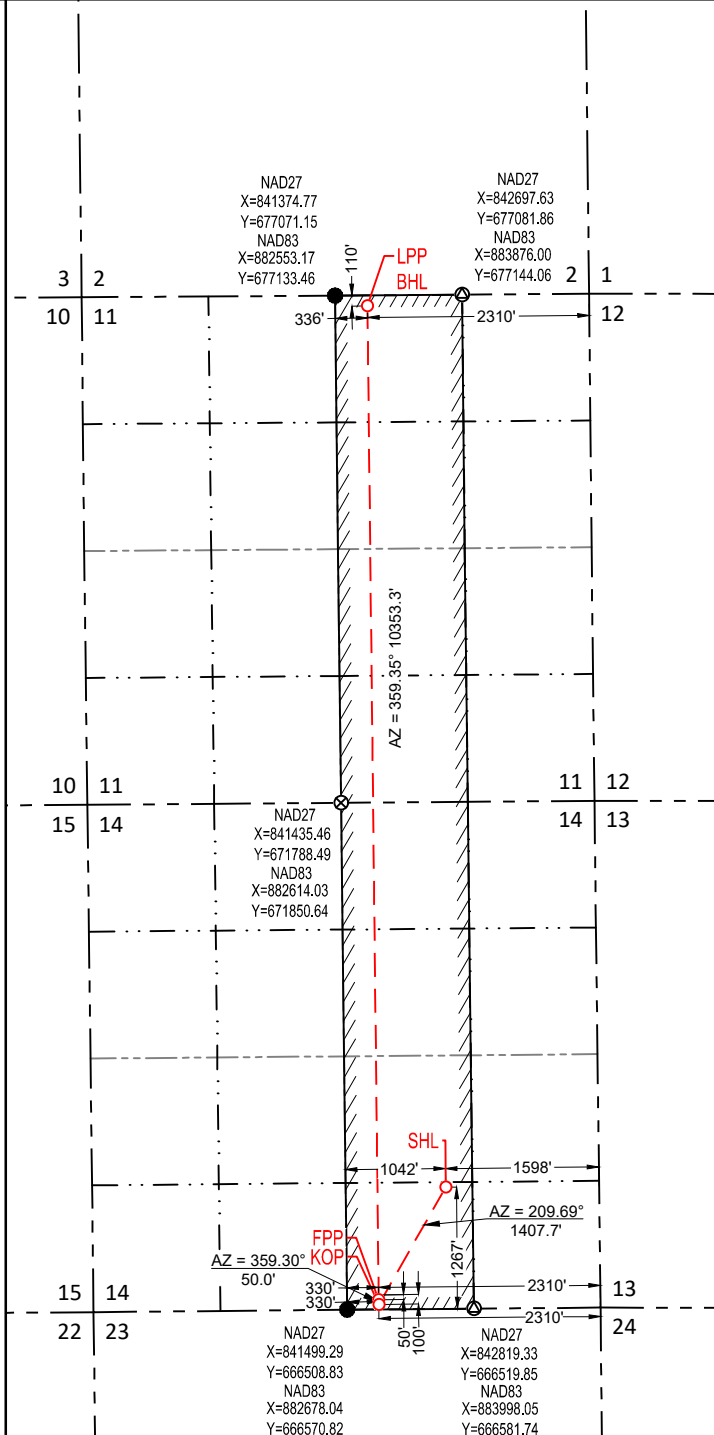 NAD27
X=841374.77
Y=677071.15
NAD83
X=882553.17
Y=677133.46
NAD27
X=842697.63
Y=677081.86
NAD83
X=883876.00
Y=677144.06
110'
LPP
BHL
3 2
10 11
2 1
12
336'
2310'
AZ = 359.35° 10353.3'
10 11
15 14
11 12
14 13
NAD27
X=841435.46
Y=671788.49
NAD83
X=882614.03
Y=671850.64
SHL
1042'
1598'
AZ = 209.69°
1407.7'
1267'
FPP
KOP
AZ = 359.30°
50.0'
330'
330'
2310'
2310'
50'
100'
15 14
22 23
13
24
NAD27
X=841499.29
Y=666508.83
NAD83
X=882678.04
Y=666570.82
NAD27
X=842819.33
Y=666519.85
NAD83
X=883998.05
Y=666581.74